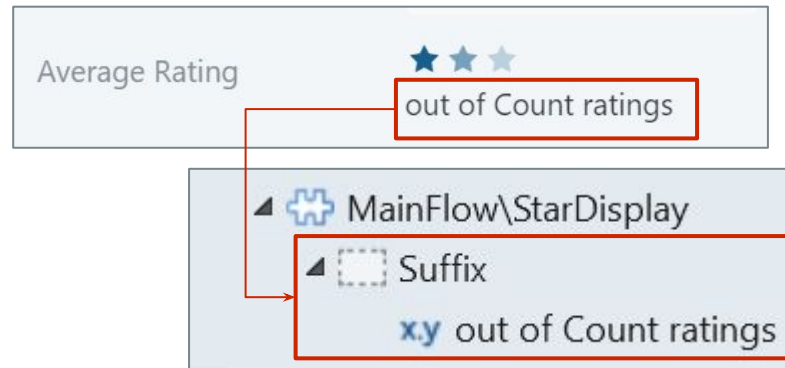 Average Rating
out of Count ratings
MainFlow\StarDisplay
Suffix
x.y out of Count ratings